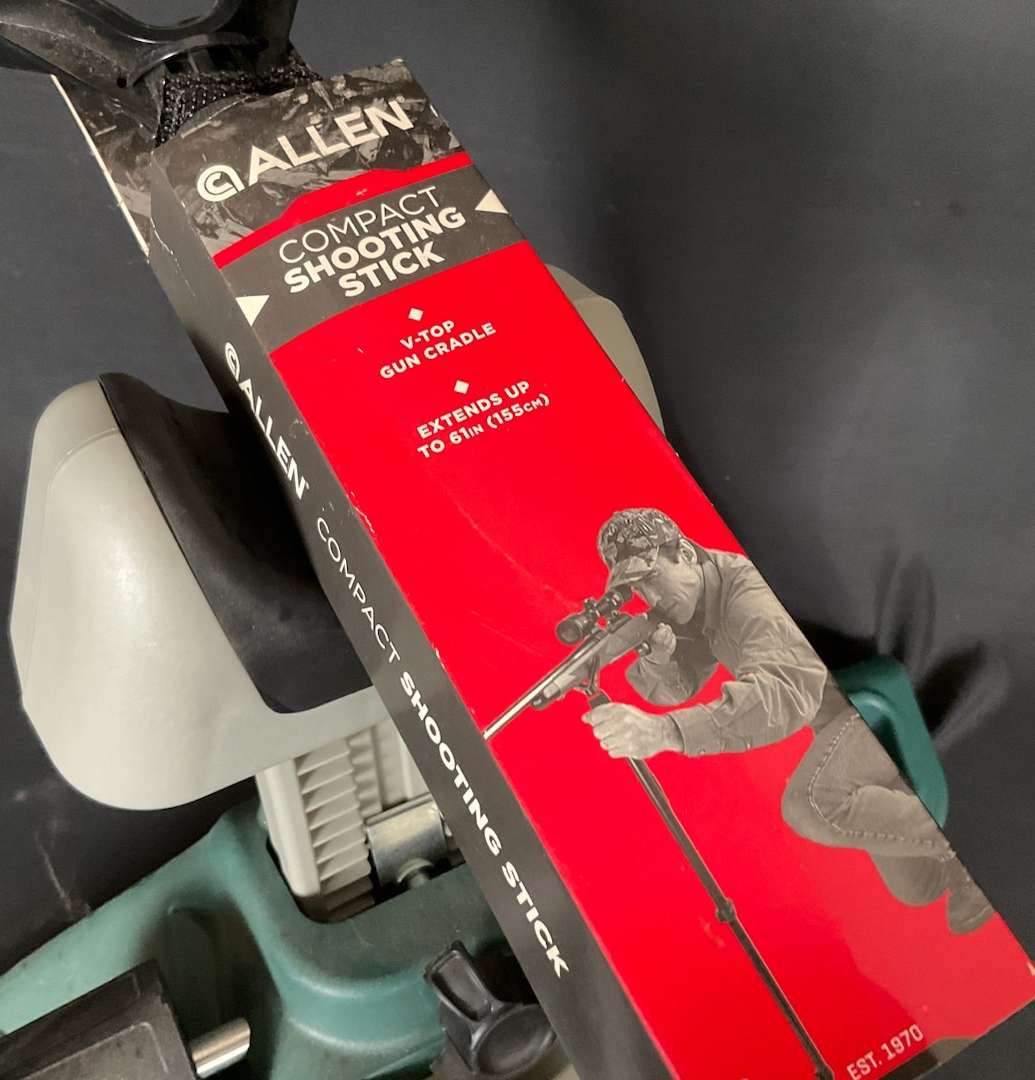 ALLEN
COMPACT
SHOOTING
STICK
V-TOP
GUN CRADLE
EXTENDS UP
TO 61IN (155CM)
EST. 1970
ALLEN COMPACT SHOOTING STICK